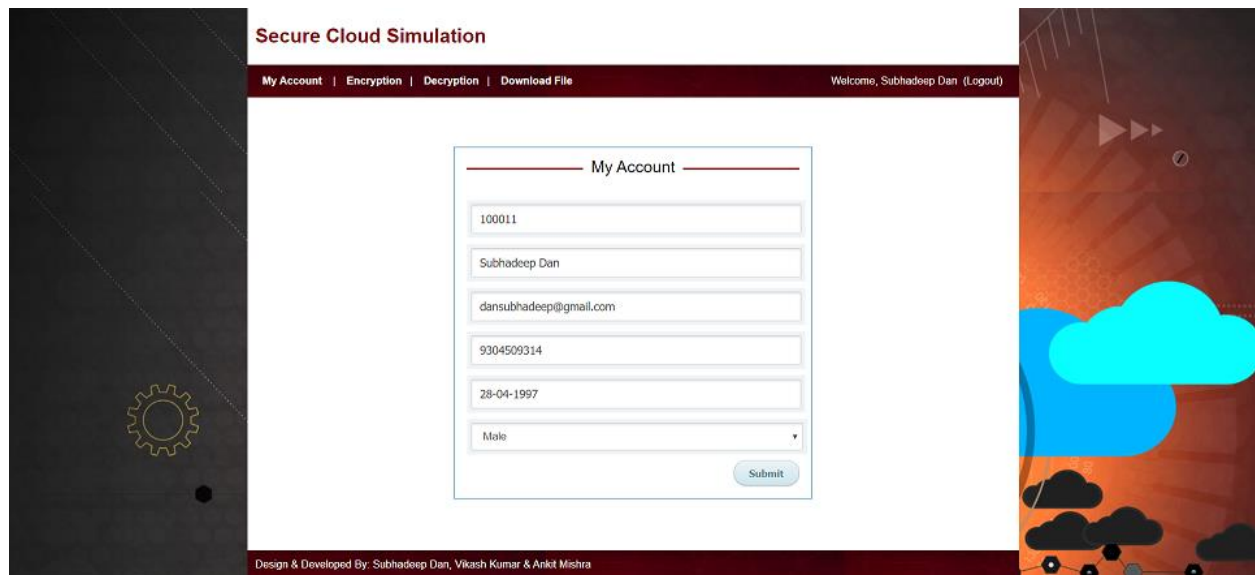 Secure Cloud Simulation
My Account | Encryption | Decryption | Download File Welcome, Subhadeep Dan (Logout)
My Account
100011
Subhadeep Dan
dansubhadeep@gmail.com
9304509314
28-04-1997
Male
Submit
Design & Developed By: Subhadeep Dan, Vikash Kumar & Ankit Mishra